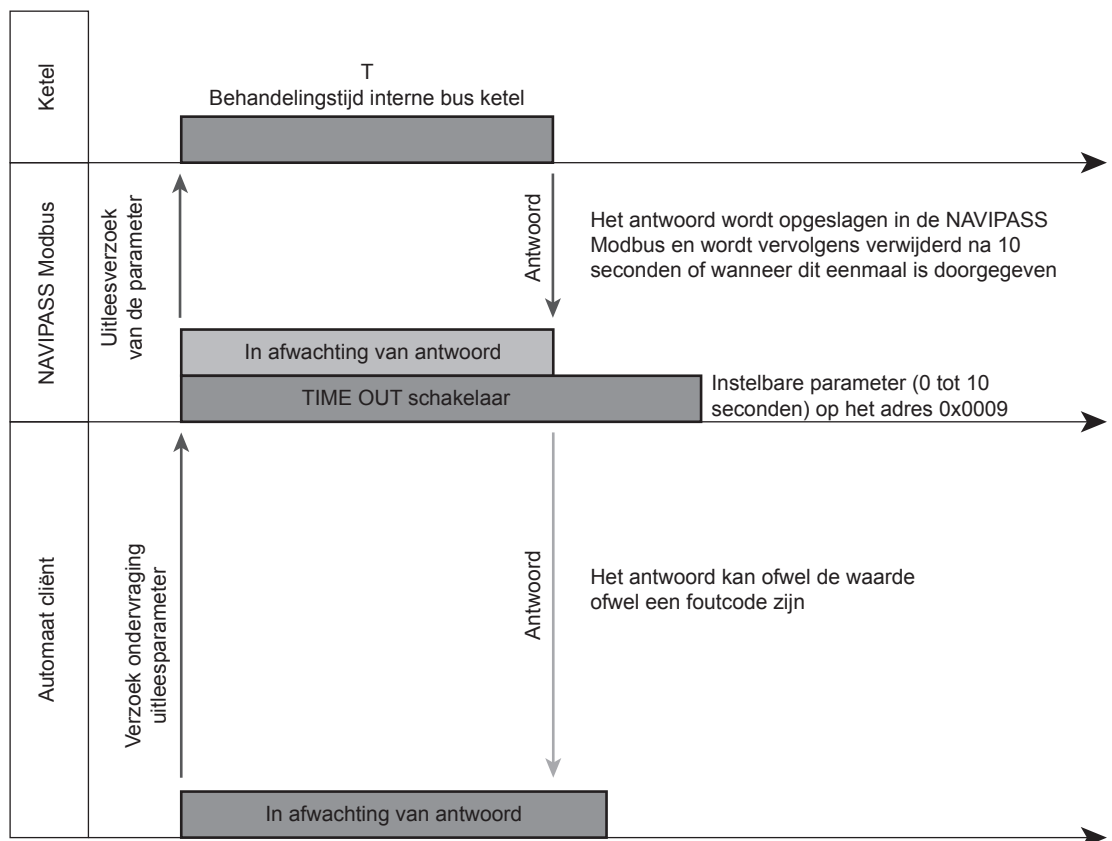 Ketel
T
Behandelingstijd interne bus ketel
NAVIPASS Modbus
Uitleesverzoek
van de parameter
Antwoord
Het antwoord wordt opgeslagen in de NAVIPASS
Modbus en wordt vervolgens verwijderd na 10
seconden of wanneer dit eenmaal is doorgegeven
In afwachting van antwoord
TIME OUT schakelaar
Instelbare parameter (0 tot 10
seconden) op het adres 0x0009
Automaat cliënt
Verzoek ondervraging
uitleesparameter
Antwoord
Het antwoord kan ofwel de waarde
ofwel een foutcode zijn
In afwachting van antwoord